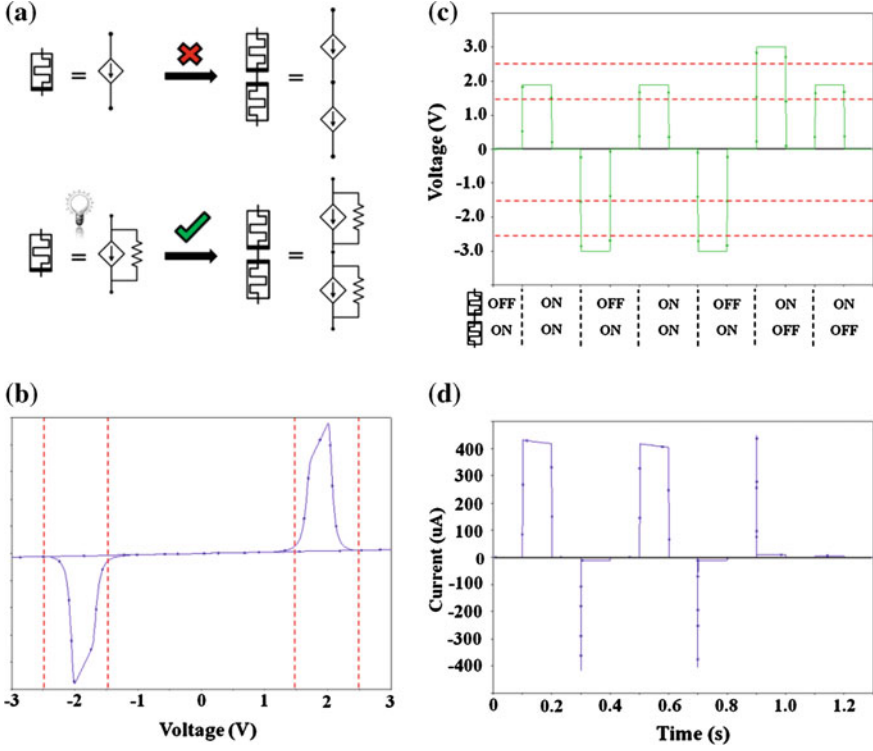 (a)
=
=
=
=
(c)
3.0
2.0
1.0
0
-1.0
-2.0
-3.0
Voltage (V)
OFF ON OFF ON OFF ON ON
ON ON ON ON ON OFF OFF
(b)
-3 -2 -1 0 1 2 3
Voltage (V)
(d)
400
300
200
100
0
-100
-200
-300
-400
Current (uA)
0 0.2 0.4 0.6 0.8 1.0 1.2
Time (s)